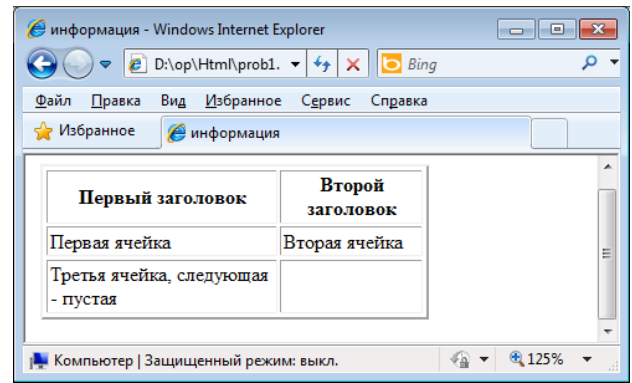 информация - Windows Internet Explorer
D:\op\Html\prob1.
Bing
Файл Правка Вид Избранное Сервис Справка
Избранное информация
Первый заголовок
Второй заголовок
Первая ячейка
Вторая ячейка
Третья ячейка, следующая
- пустая
Компьютер | Защищенный режим: выкл.
125%